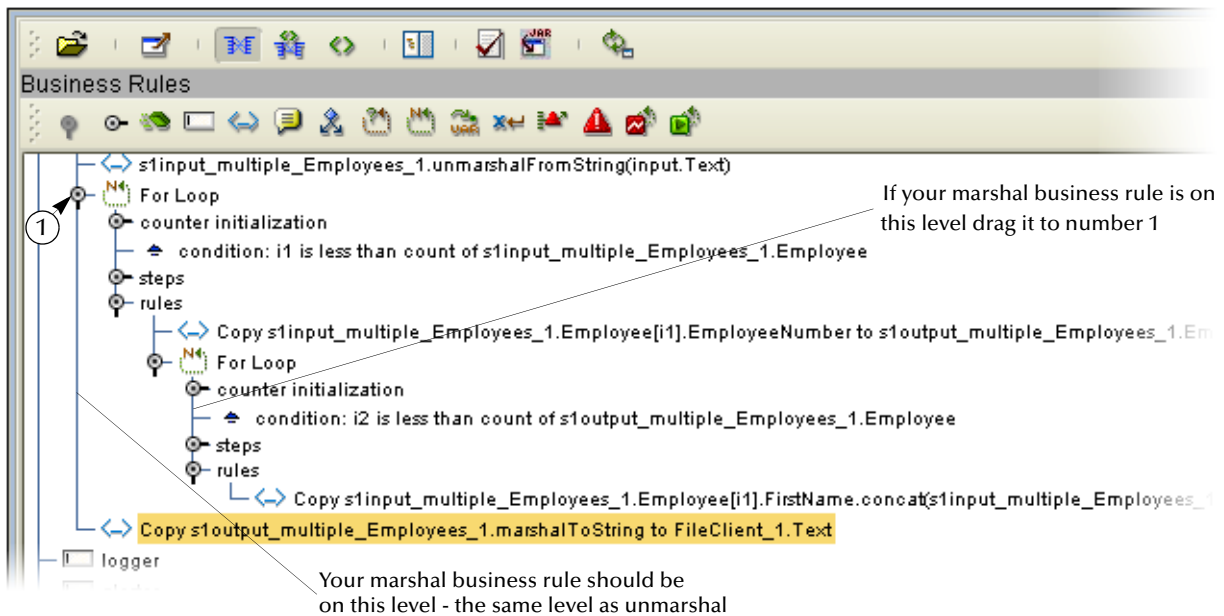 JAR
Business Rules
JAR
s1input_multiple_Employees_1.unmarshalFromString(input.Text)
For Loop
If your marshal business rule is on
this level drag it to number 1
1
counter initialization
condition: i1 is less than count of s1input_multiple_Employees_1.Employee
steps
rules
Copy s1input_multiple_Employees_1.Employee[i1].EmployeeNumber to s1output_multiple_Employees_1.Em
For Loop
counter initialization
condition: i2 is less than count of s1output_multiple_Employees_1.Employee
steps
rules
Copy s1input_multiple_Employees_1.Employee[i1].FirstName.concat(s1input_multiple_Employees_1
Copy s1output_multiple_Employees_1.marshalToString to FileClient_1.Text
logger
Your marshal business rule should be
on this level - the same level as unmarshal